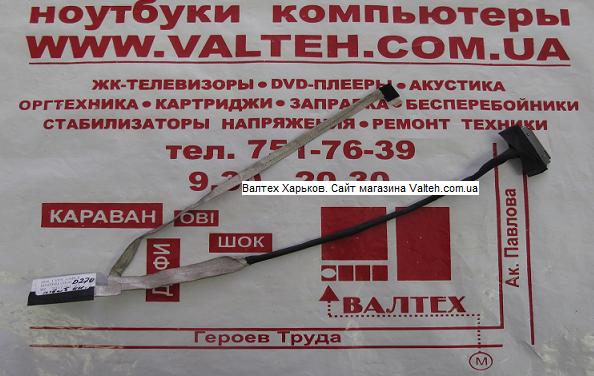 ноутбуки компьютеры
WWW.VALTEH.COM.UA
ЖК-ТЕЛЕВИЗОРЫ • DVD-ПЛЕЕРЫ • АКУСТИКА
ОРГТЕХНИКА • КАРТРИДЖИ • ЗАПРАВКА • БЕСПЕРЕБОЙНИКИ
СТАБИЛИЗАТОРЫ НАПРЯЖЕНИЯ • РЕМОНТ ТЕХНИКИ
тел. 751-76-39
Валтех Харьков. Сайт магазина Valteh.com.ua
КАРАВАН
ОВІ
ШОК
ВАЛТЕХ
Ак. Павлова
Героев Труда
М
D270